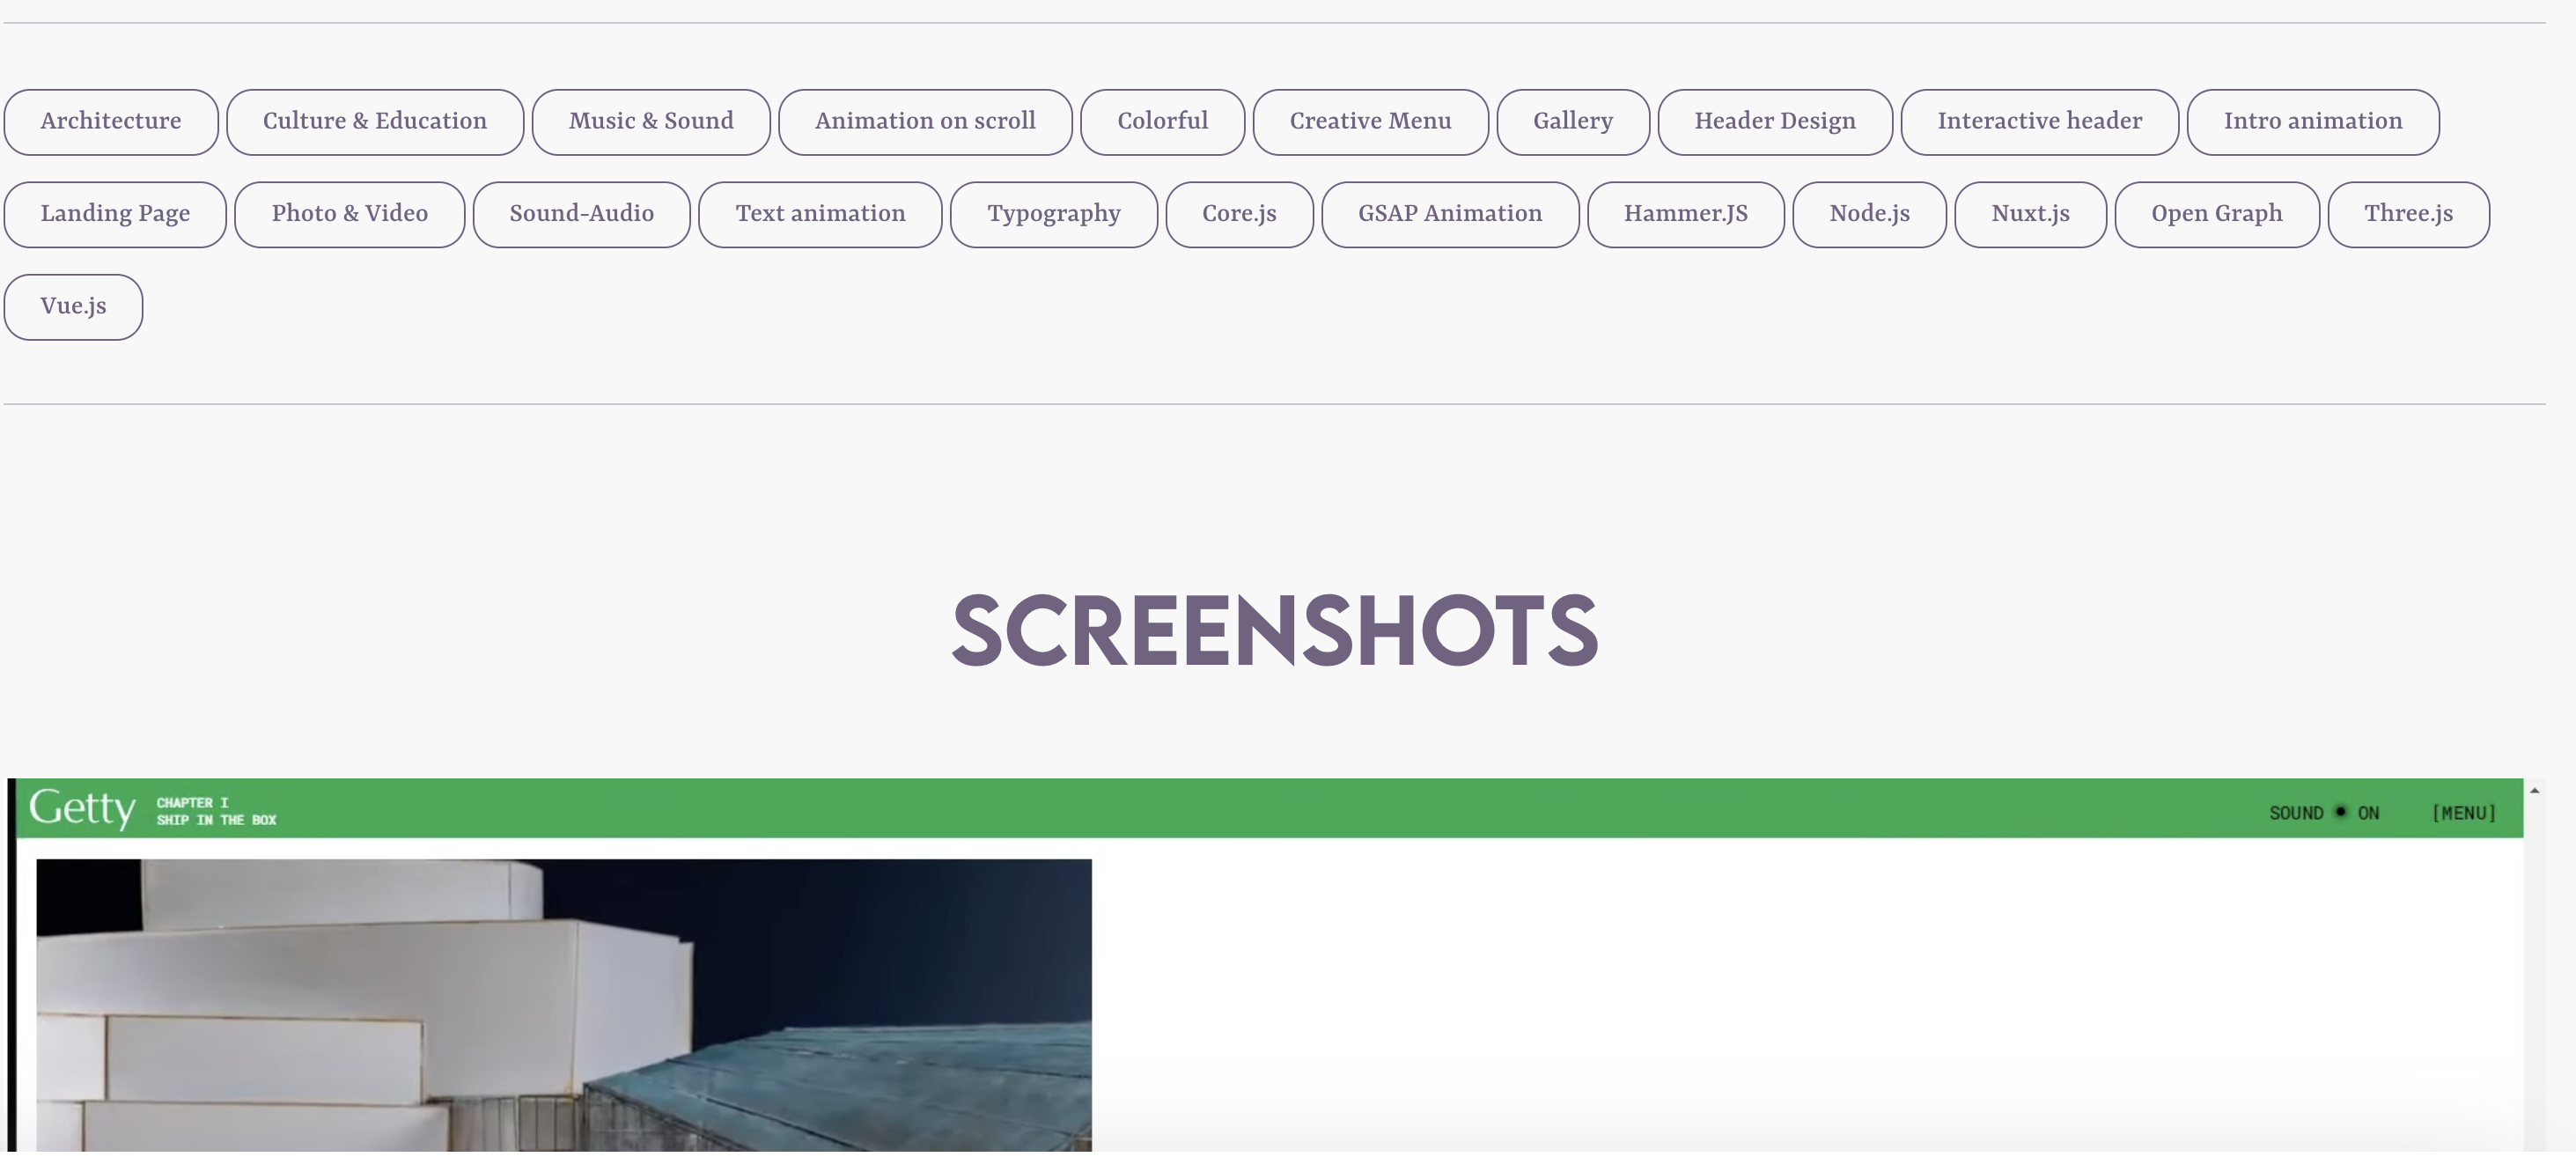 Architecture Culture & Education Music & Sound Animation on scroll Colorful Creative Menu Gallery Header Design Interactive header Intro animation
Landing Page Photo & Video Sound-Audio Text animation Typography Core.js GSAP Animation Hammer.JS Node.js Nuxt.js Open Graph Three.js
Vue.js
SCREENSHOTS
Getty CHAPTER I
SHIP IN THE BOX
SOUND ON [MENU]